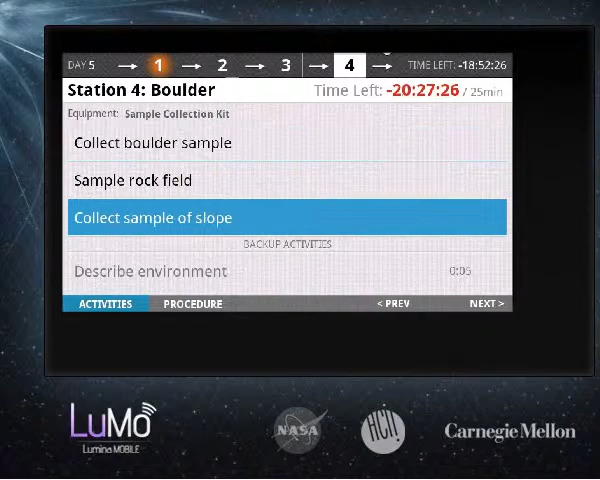 DAY 5 → 1 → 2 → 3 → 4 → TIME LEFT: -18:52:26
Station 4: Boulder Time Left: -20:27:26 / 25min
Equipment: Sample Collection Kit
Collect boulder sample
Sample rock field
Collect sample of slope
BACKUP ACTIVITIES
Describe environment 0:05
ACTIVITIES PROCEDURE < PREV NEXT >
LuMo
Lumina MOBILE
NASA
HCII
Carnegie Mellon